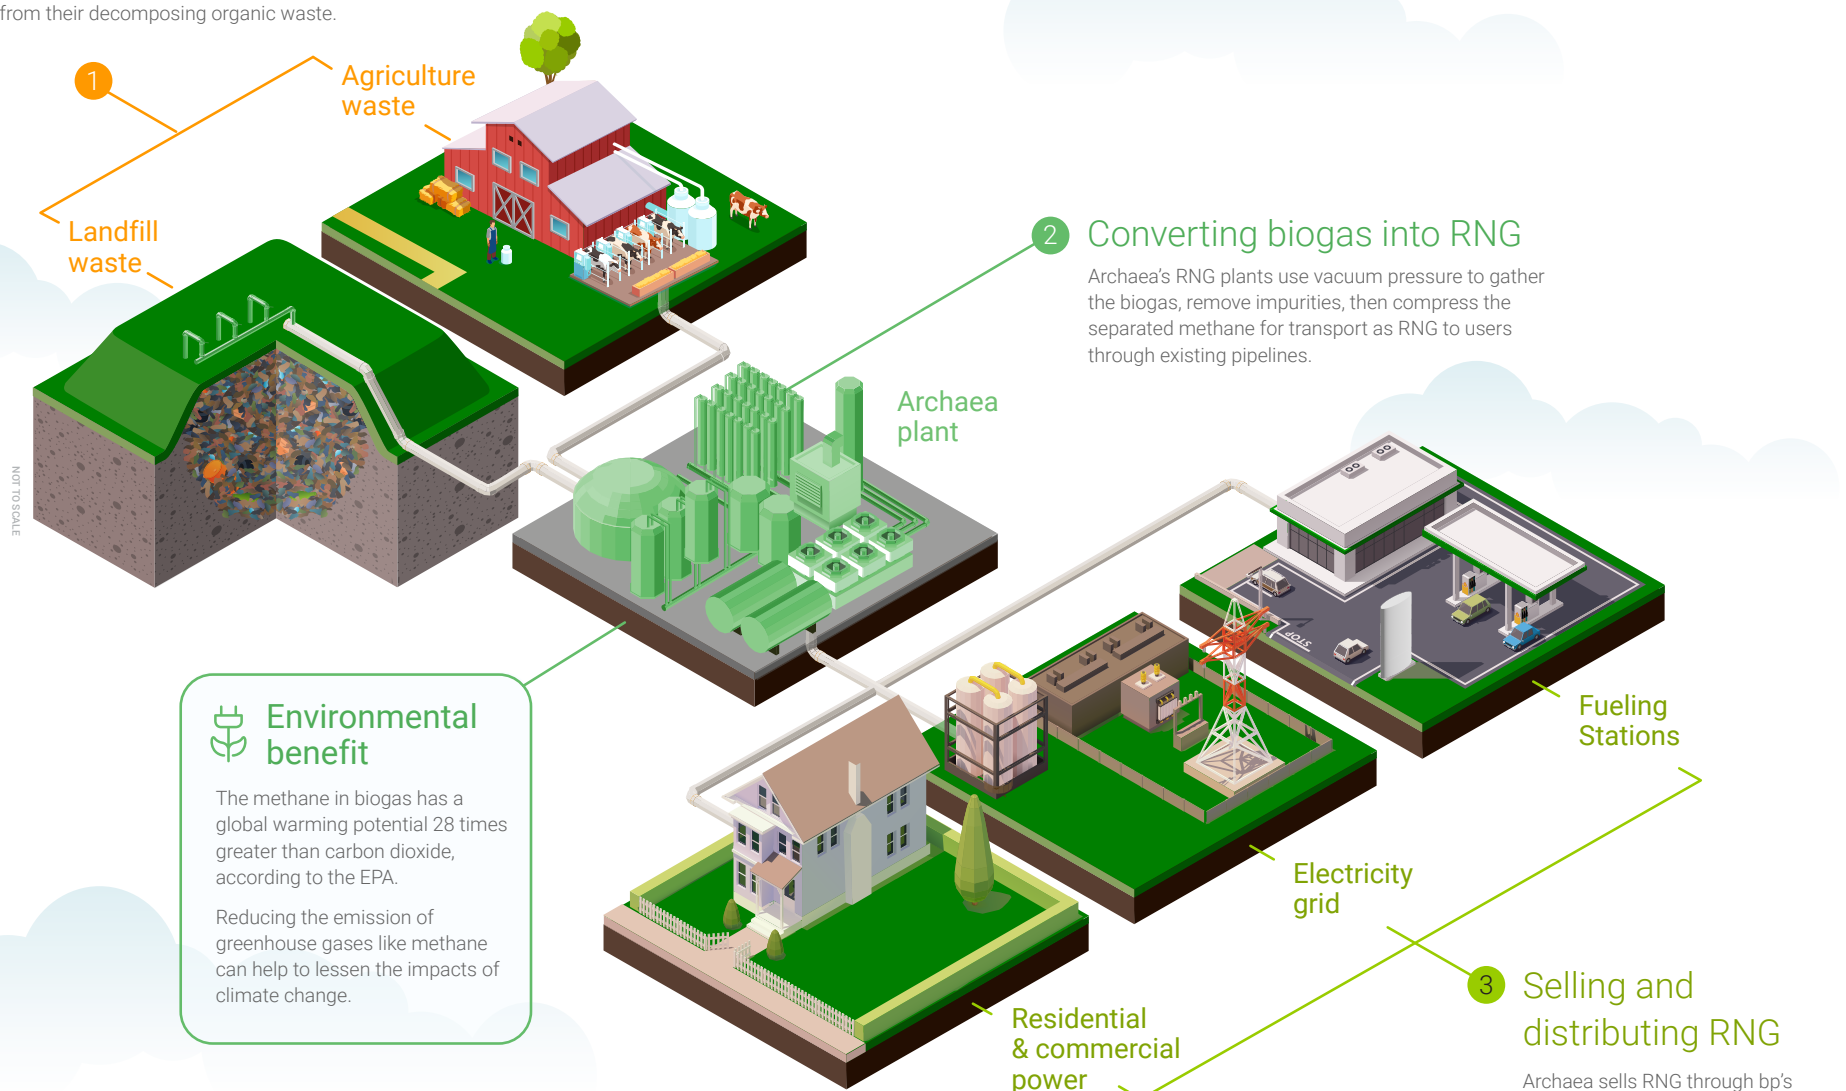 from their decomposing organic waste.
1
Agriculture
waste
Landfill
waste
2
Converting biogas into RNG
Archaea’s RNG plants use vacuum pressure to gather
the biogas, remove impurities, then compress the
separated methane for transport as RNG to users
through existing pipelines.
Archaea
plant
NOT TO SCALE
STOP
Fueling
Stations
Environmental
benefit
The methane in biogas has a
global warming potential 28 times
greater than carbon dioxide,
according to the EPA.
Reducing the emission of
greenhouse gases like methane
can help to lessen the impacts of
climate change.
Electricity
grid
Residential
& commercial
power
3
Selling and
distributing RNG
Archaea sells RNG through bp’s